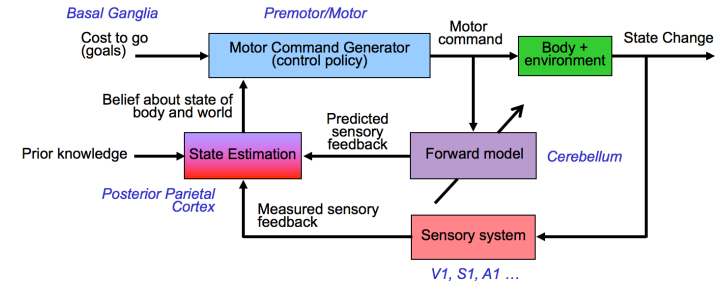 Basal Ganglia
Premotor/Motor
Cost to go
(goals)
Motor Command Generator
(control policy)
Motor
command
Body +
environment
State Change
Belief about state of
body and world
Predicted
sensory
feedback
Prior knowledge
State Estimation
Forward model
Cerebellum
Posterior Parietal
Cortex
Measured sensory
feedback
Sensory system
V1, S1, A1 ...